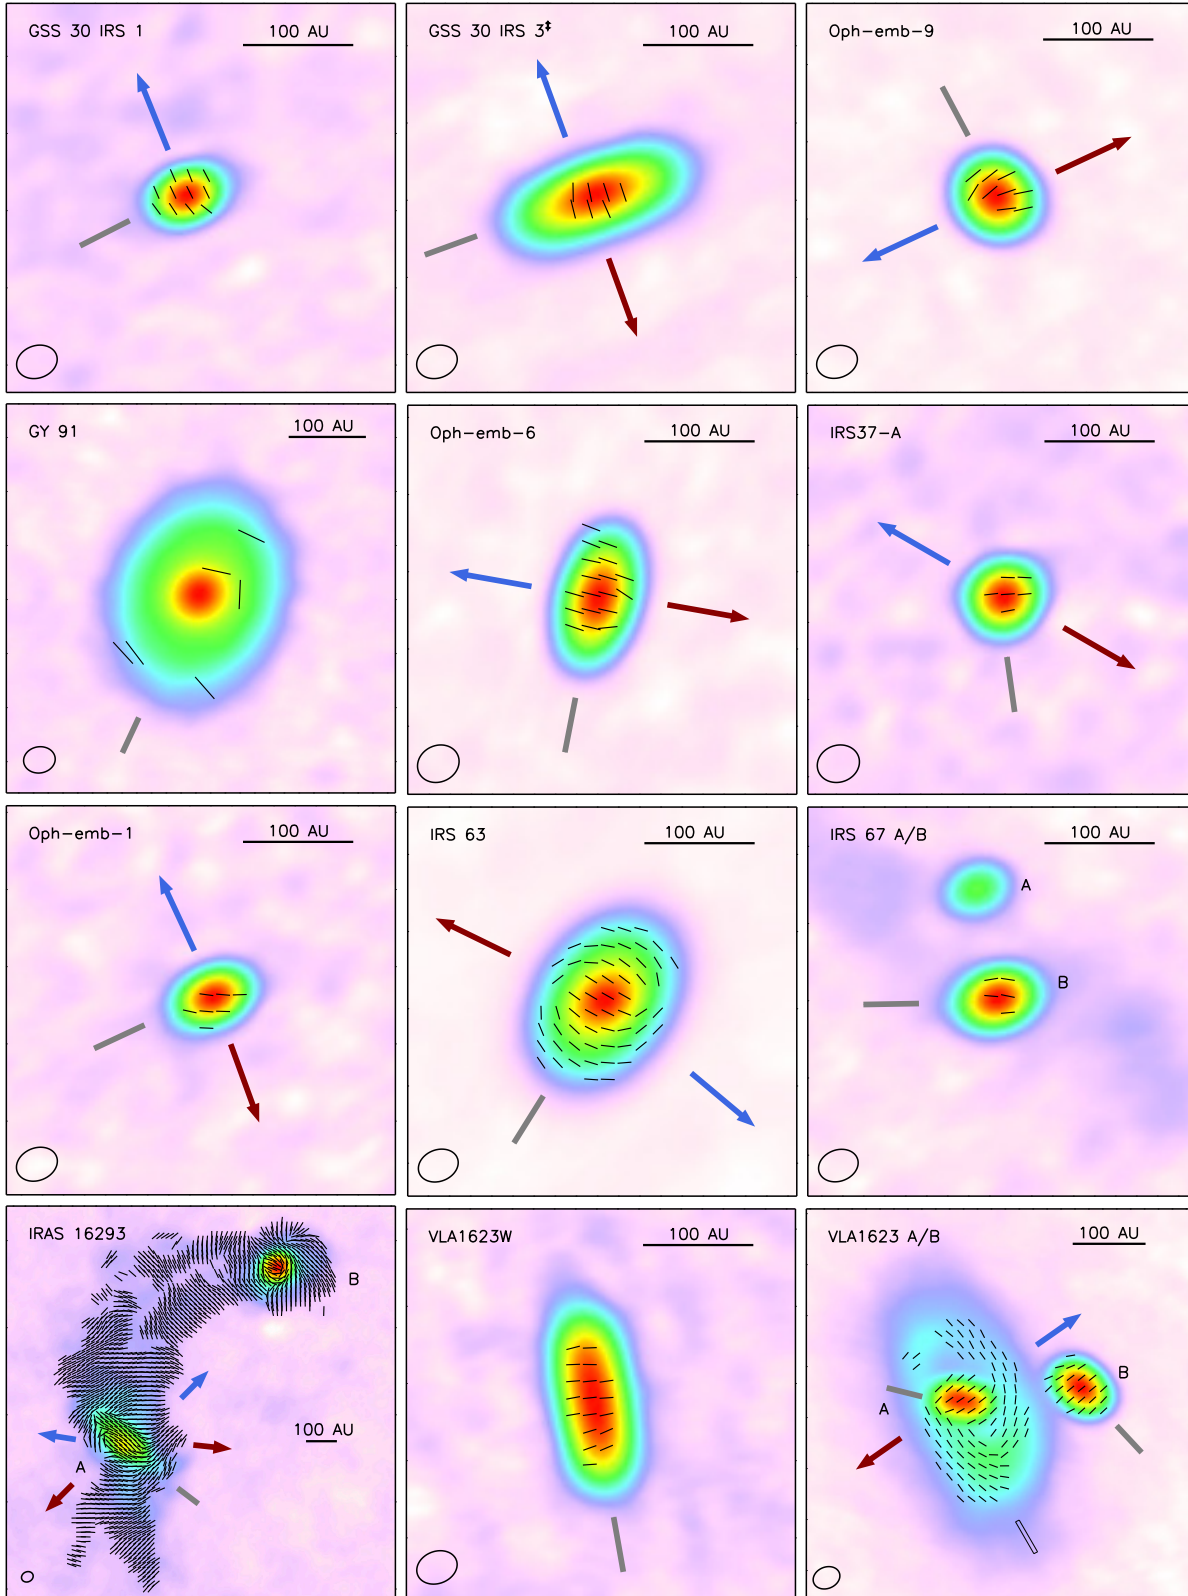 GSS 30 IRS 1
100 AU
GSS 30 IRS 3‡
100 AU
Oph-emb-9
100 AU
GY 91
100 AU
Oph-emb-6
100 AU
IRS37-A
100 AU
Oph-emb-1
100 AU
IRS 63
100 AU
IRS 67 A/B
100 AU
A
B
IRAS 16293
B
100 AU
A
VLA1623W
100 AU
VLA1623 A/B
100 AU
B
A